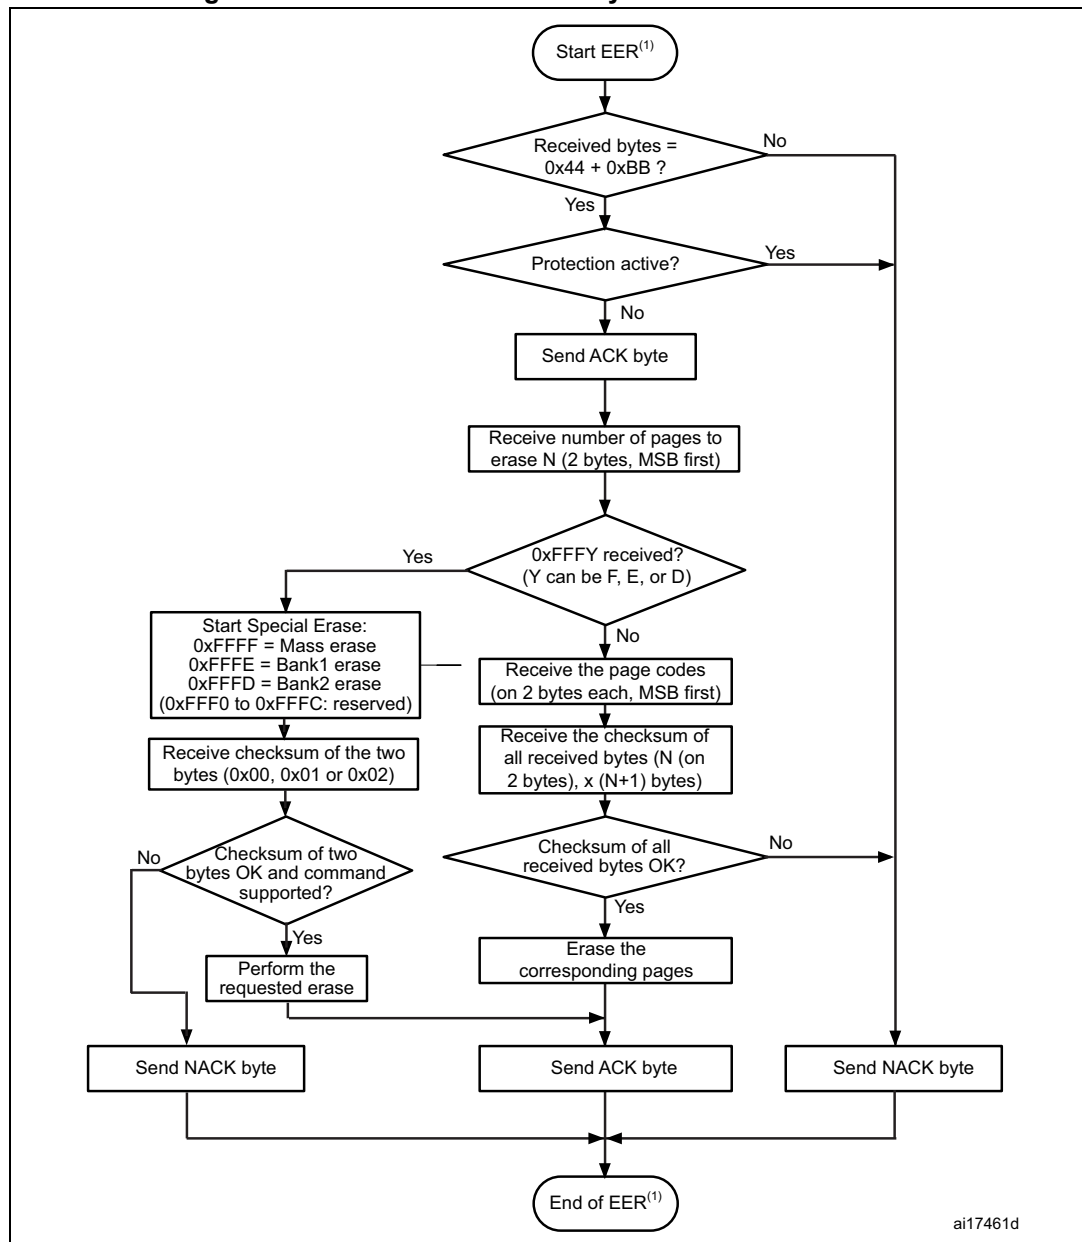 Start EER(1)
Received bytes =
0x44 + 0xBB ?
No
Yes
Protection active?
Yes
No
Send ACK byte
Receive number of pages to
erase N (2 bytes, MSB first)
0xFFFY received?
(Y can be F, E, or D)
Yes
No
Start Special Erase:
0xFFFF = Mass erase
0xFFFE = Bank1 erase
0xFFFD = Bank2 erase
(0xFFF0 to 0xFFFC: reserved)
Receive the page codes
(on 2 bytes each, MSB first)
Receive checksum of the two
bytes (0x00, 0x01 or 0x02)
Receive the checksum of
all received bytes (N (on
2 bytes), x (N+1) bytes)
No
Checksum of two
bytes OK and command
supported?
Yes
Checksum of all
received bytes OK?
No
Yes
Perform the
requested erase
Erase the
corresponding pages
Send NACK byte
Send ACK byte
Send NACK byte
End of EER(1)
ai17461d